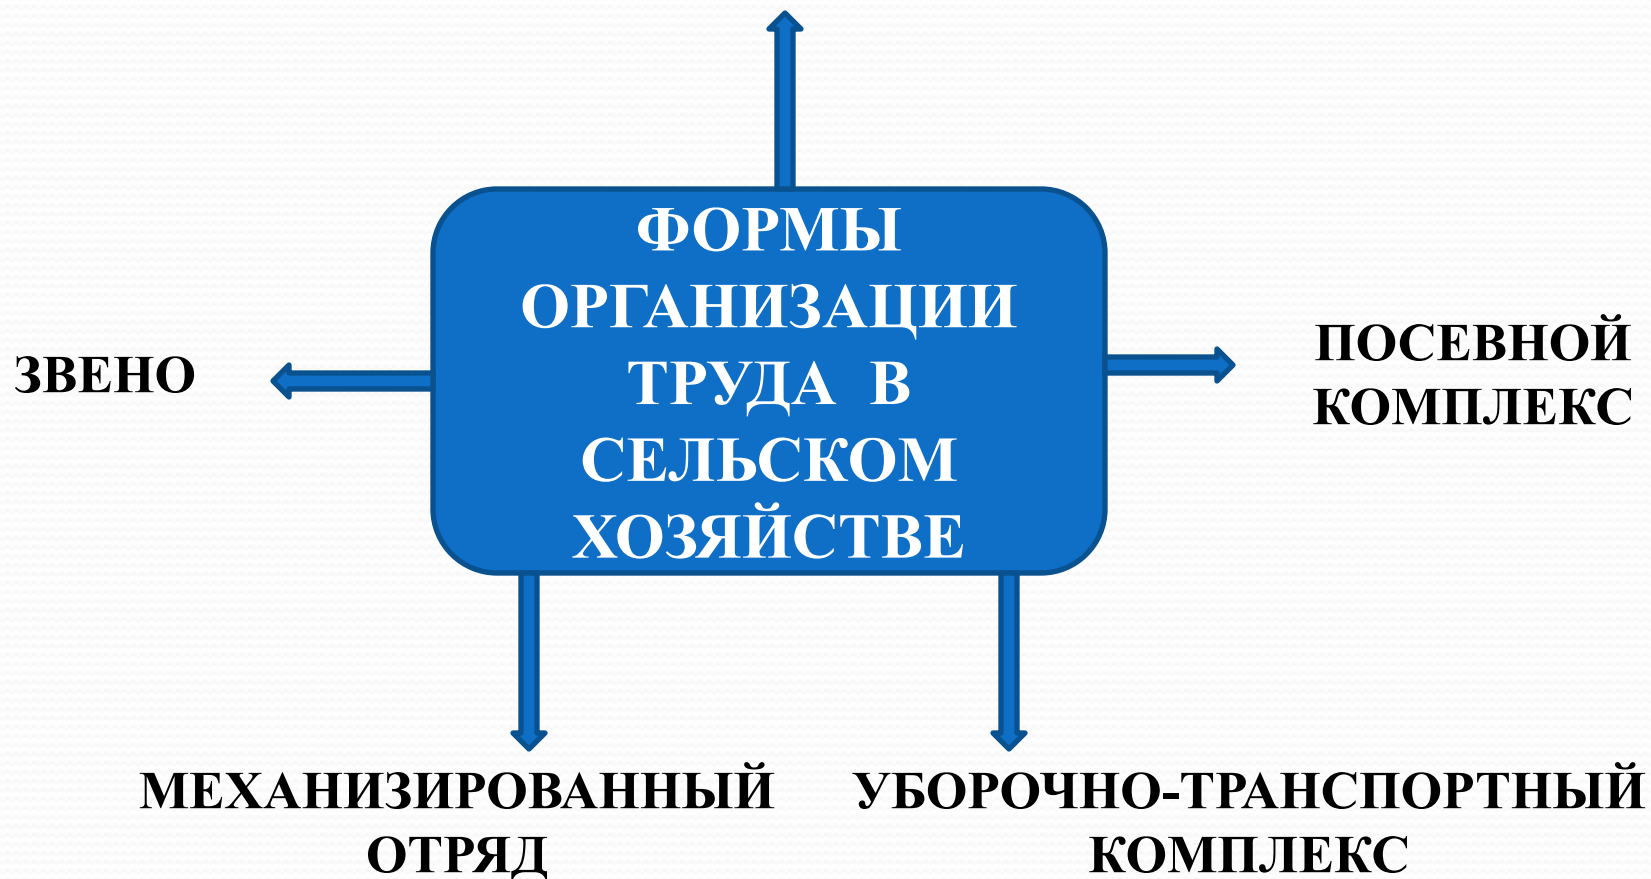 ФОРМЫ
ОРГАНИЗАЦИИ
ТРУДА В
СЕЛЬСКОМ
ХОЗЯЙСТВЕ
ЗВЕНО
ПОСЕВНОЙ
КОМПЛЕКС
МЕХАНИЗИРОВАННЫЙ
ОТРЯД
УБОРОЧНО-ТРАНСПОРТНЫЙ
КОМПЛЕКС